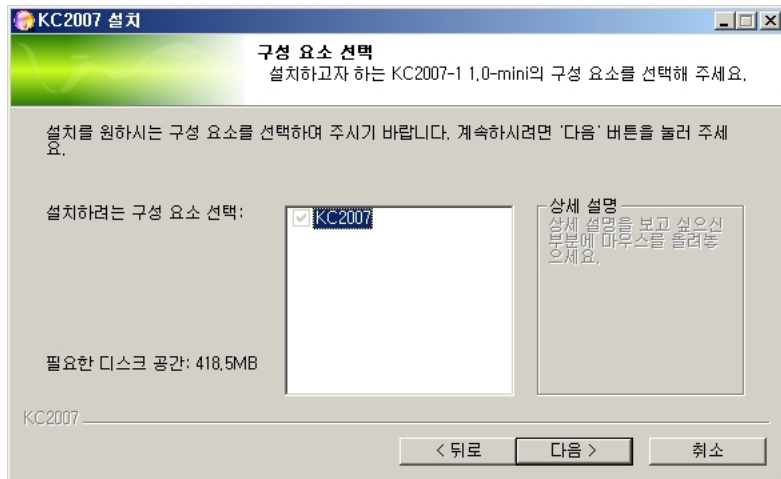 KC2007 설치
구성 요소 선택
설치하고자 하는 KC2007-1 1.0-mini의 구성 요소를 선택해 주세요.
설치를 원하시는 구성 요소를 선택하여 주시기 바랍니다. 계속하시려면 '다음' 버튼을 눌러 주세
요.
설치하려는 구성 요소 선택:
KC2007
상세 설명
상세 설명을 보고 싶으신
부분에 마우스를 올려놓
으세요.
필요한 디스크 공간: 418.5MB
KC2007
< 뒤로
다음 >
취소